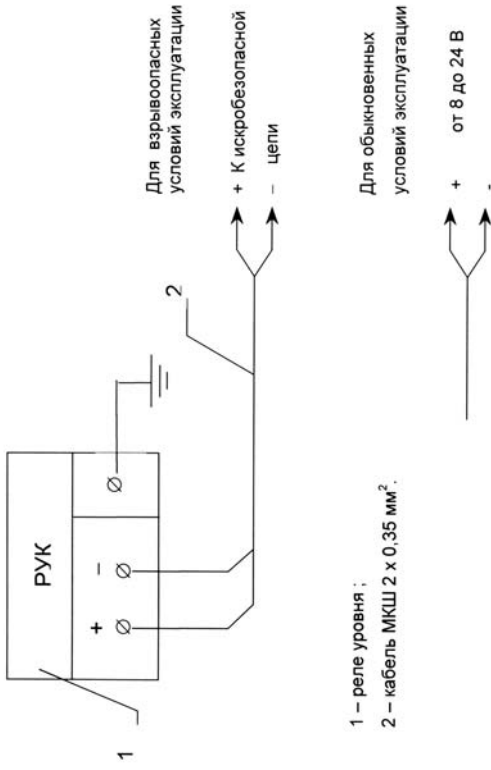 РУК
+
–
1
2
Для взрывоопасных
условий эксплуатации
+ К искробезопасной
– цепи
Для обыкновенных
условий эксплуатации
+ от 8 до 24 В
-
1 – реле уровня ;
2 – кабель МКШ 2 х 0,35 мм².